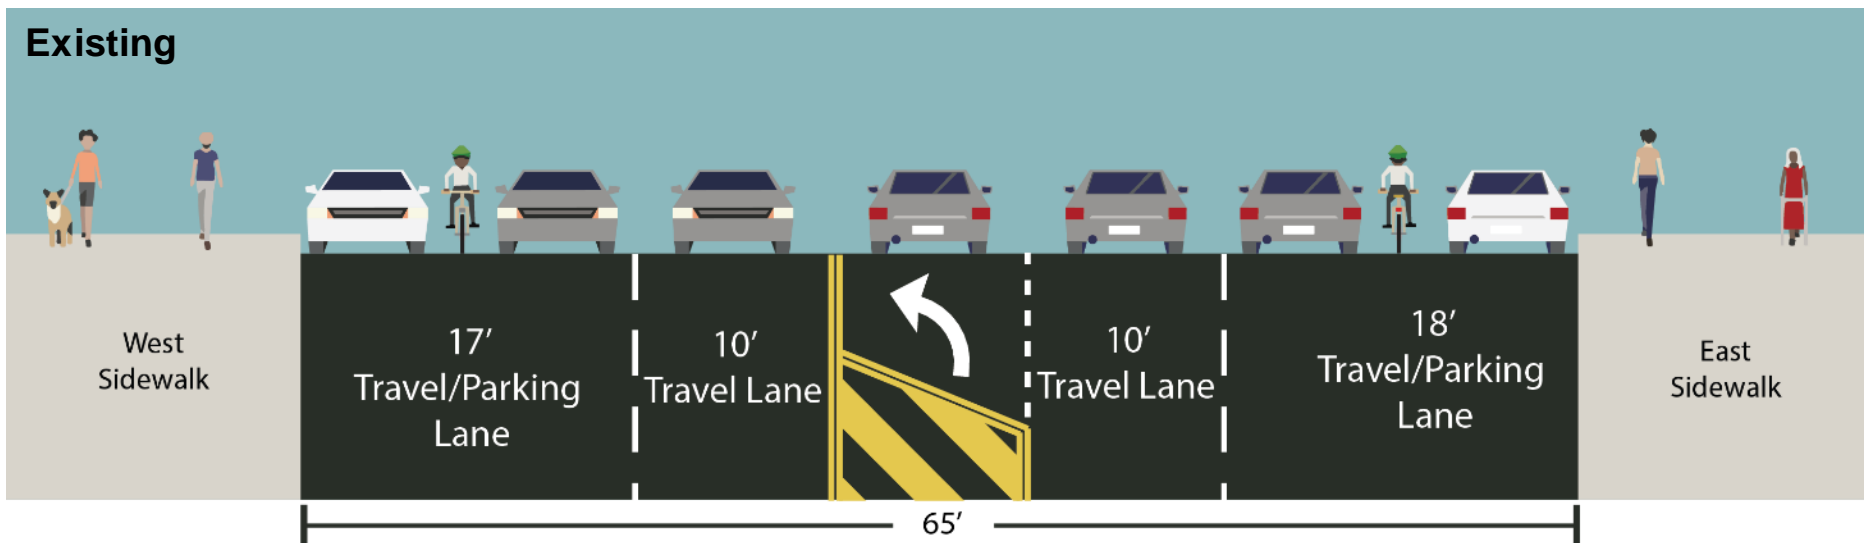 Existing
West
Sidewalk
17’
Travel/Parking
Lane
10’
Travel Lane
10’
Travel Lane
18’
Travel/Parking
Lane
East
Sidewalk
65’